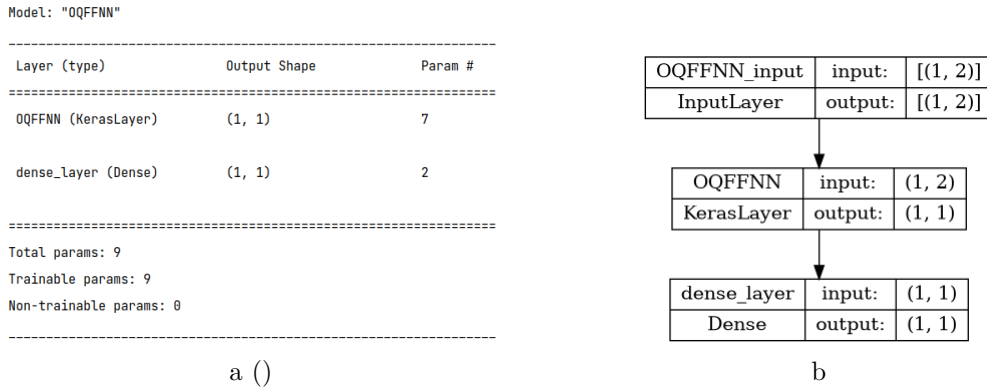 Model: "OQFFNN"
Layer (type) Output Shape Param #
OQFFNN (KerasLayer) (1, 1) 7
dense_layer (Dense) (1, 1) 2
Total params: 9
Trainable params: 9
Non-trainable params: 0
a ()
OQFFNN_input input: [(1, 2)]
InputLayer output: [(1, 2)]
OQFFNN input: (1, 2)
KerasLayer output: (1, 1)
dense_layer input: (1, 1)
Dense output: (1, 1)
b